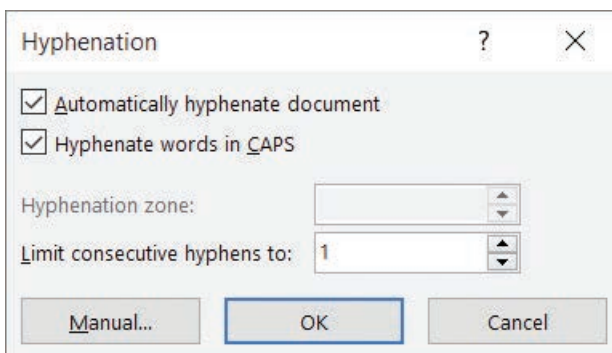 Hyphenation ?
Automatically hyphenate document
Hyphenate words in CAPS
Hyphenation zone:
Limit consecutive hyphens to: 1
Manual... OK Cancel